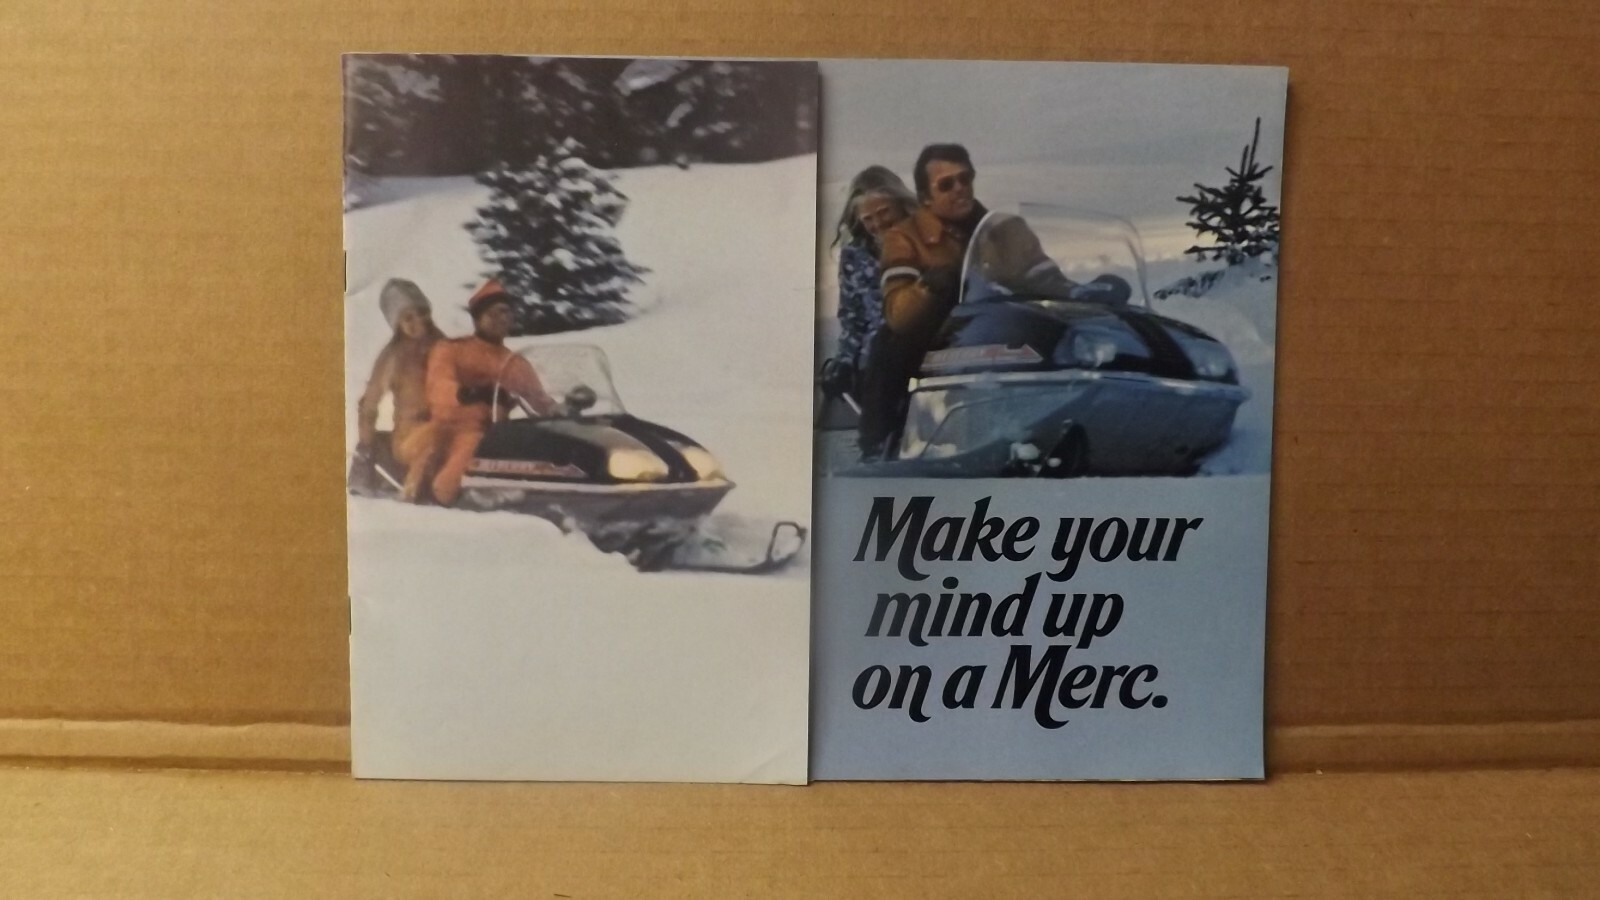 Make your
mind up
on a Merc.